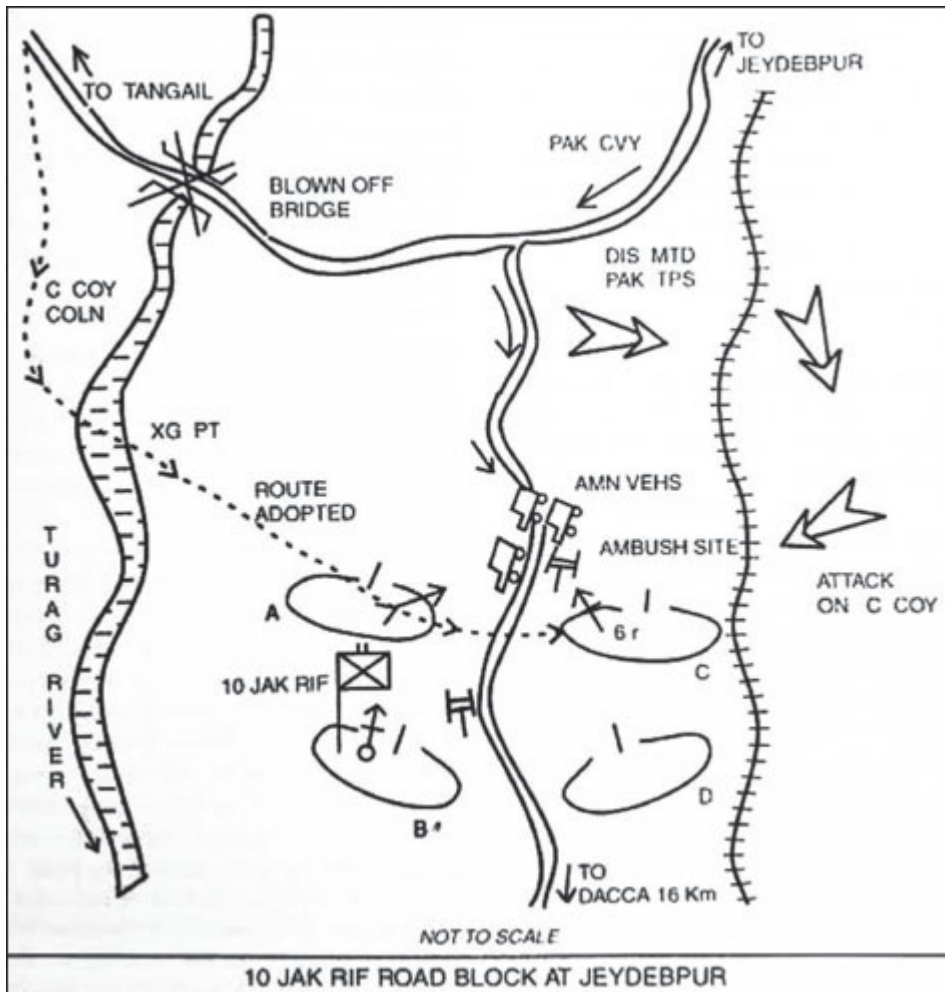 TO
JEYDEBPUR
TO TANGAIL
PAK CVY
BLOWN OFF
BRIDGE
DIS MTD
PAK TPS
C COY
COLN
XG PT
ROUTE
ADOPTED
AMN VEHS
AMBUSH SITE
ATTACK
ON C COY
TURAG RIVER
A
6 r
C
10 JAK RIF
B
D
TO
DACCA 16 Km
NOT TO SCALE
10 JAK RIF ROAD BLOCK AT JEYDEBPUR